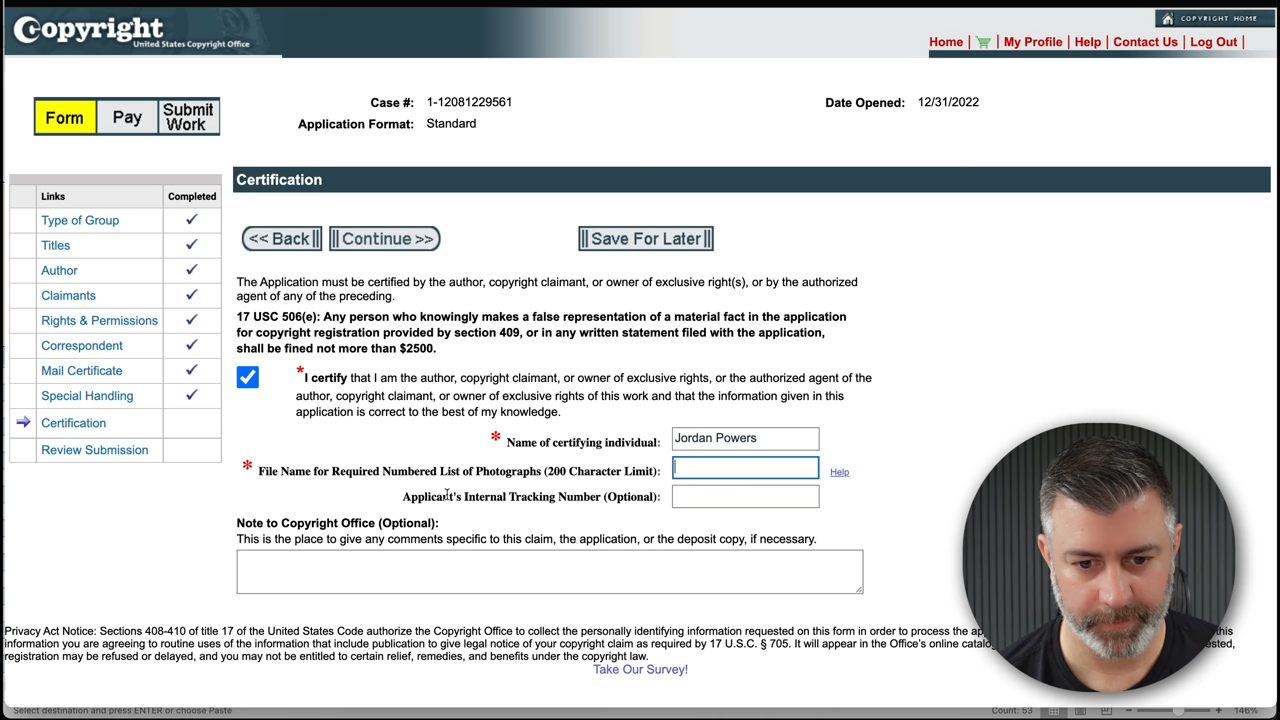 Copyright
United States Copyright Office
COPYRIGHT HOME
Home | | My Profile | Help | Contact Us | Log Out |
Form Pay Submit Work
Case #: 1-12081229561 Date Opened: 12/31/2022
Application Format: Standard
Certification
Links Completed
Type of Group
Titles
Author
Claimants
Rights & Permissions
Correspondent
Mail Certificate
Special Handling
Certification
Review Submission
<< Back Continue >> Save For Later
The Application must be certified by the author, copyright claimant, or owner of exclusive right(s), or by the authorized
agent of any of the preceding.
17 USC 506(e): Any person who knowingly makes a false representation of a material fact in the application
for copyright registration provided by section 409, or in any written statement filed with the application,
shall be fined not more than $2500.
*I certify that I am the author, copyright claimant, or owner of exclusive rights, or the authorized agent of the
author, copyright claimant, or owner of exclusive rights of this work and that the information given in this
application is correct to the best of my knowledge.
* Name of certifying individual: Jordan Powers
* File Name for Required Numbered List of Photographs (200 Character Limit): Help
Applicant's Internal Tracking Number (Optional):
Note to Copyright Office (Optional):
This is the place to give any comments specific to this claim, the application, or the deposit copy, if necessary.
Privacy Act Notice: Sections 408-410 of title 17 of the United States Code authorize the Copyright Office to collect the personally identifying information requested on this form in order to process the this
information you are agreeing to routine uses of the information that include publication to give legal notice of your copyright claim as required by 17 U.S.C. § 705. It will appear in the Office's online
registration may be refused or delayed, and you may not be entitled to certain relief, remedies, and benefits under the copyright law.
Take Our Survey!
Select destination and press ENTER or choose Paste Count: 53 146%